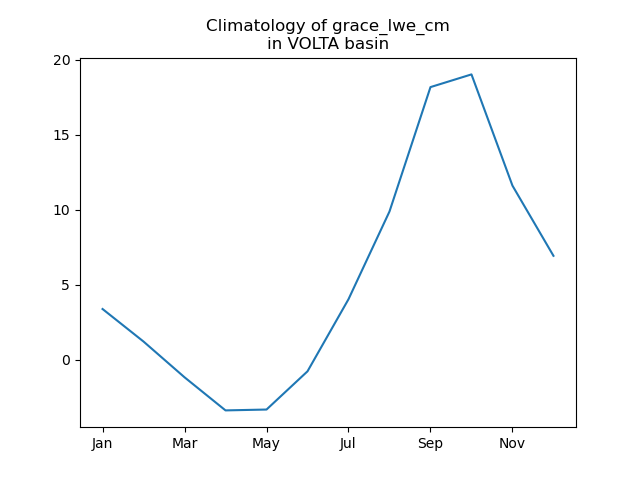 Climatology of grace_lwe_cm
in VOLTA basin
20
15
10
5
0
Jan
Mar
May
Jul
Sep
Nov